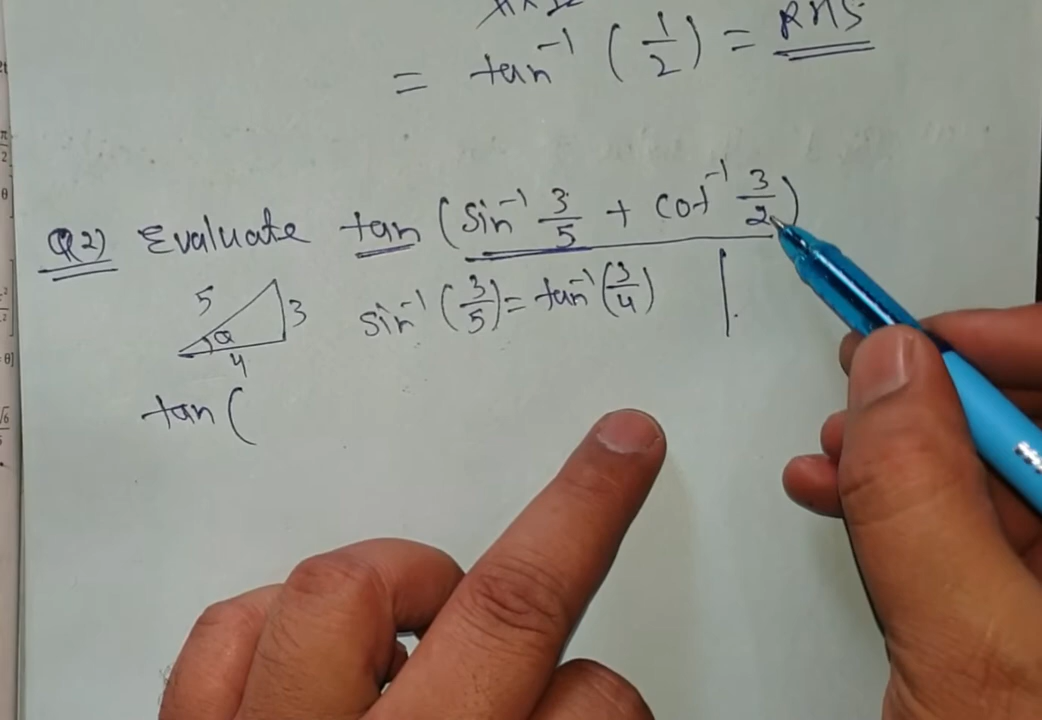 = tan⁻¹ (1/2) = RHS
Q2) Evaluate tan (sin⁻¹ 3/5 + cot⁻¹ 3/2)
5 3 4 sin⁻¹ (3/5) = tan⁻¹ (3/4)
tan (